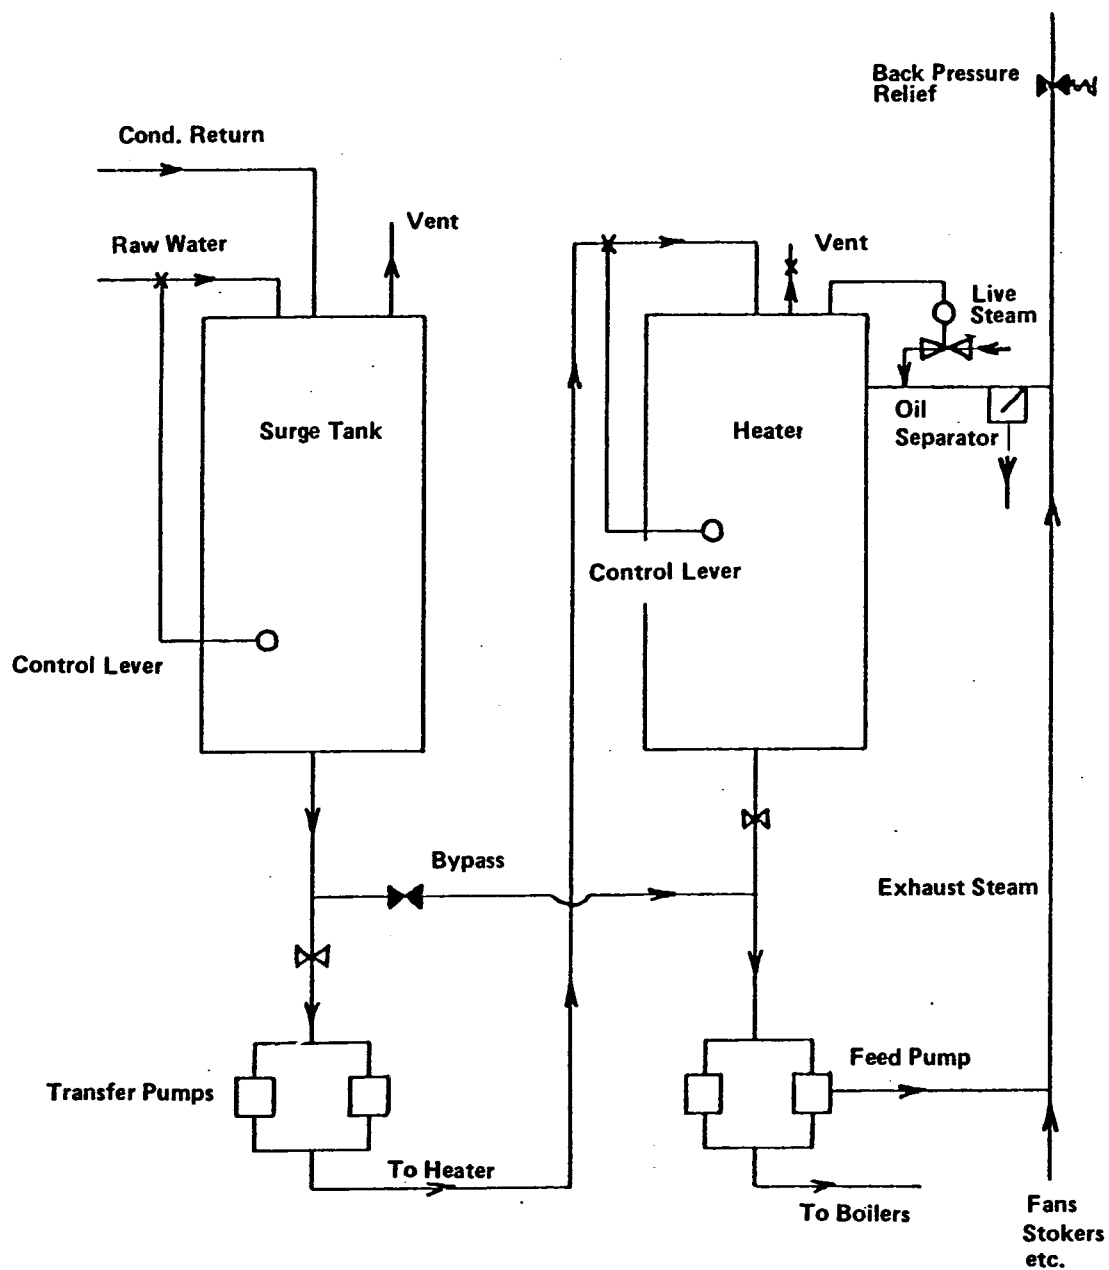 Back Pressure
Relief
Cond. Return
Vent
Raw Water
Vent
Live
Steam
Surge Tank
Heater
Oil
Separator
Control Lever
Control Lever
Bypass
Exhaust Steam
Feed Pump
Transfer Pumps
To Heater
To Boilers
Fans
Stokers
etc.